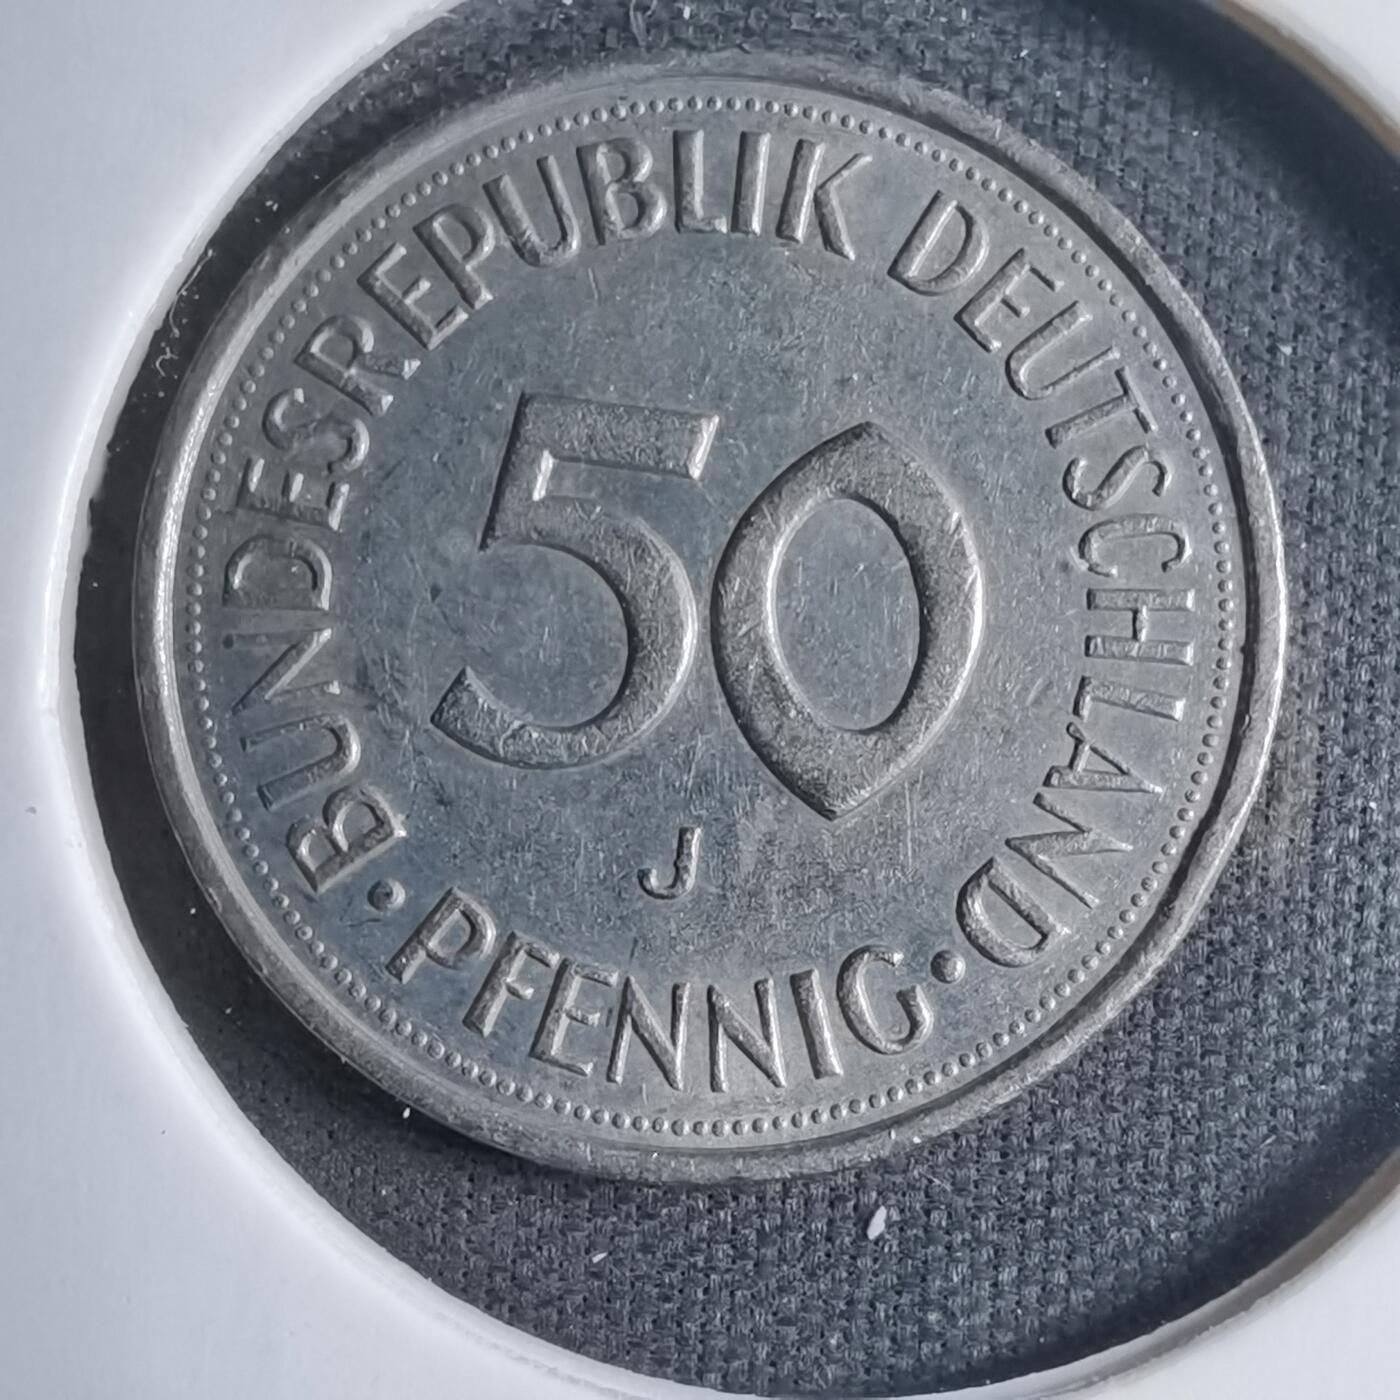 BUNDESREPUBLIK DEUTSCHLAND
50
J
• PFENNIG •